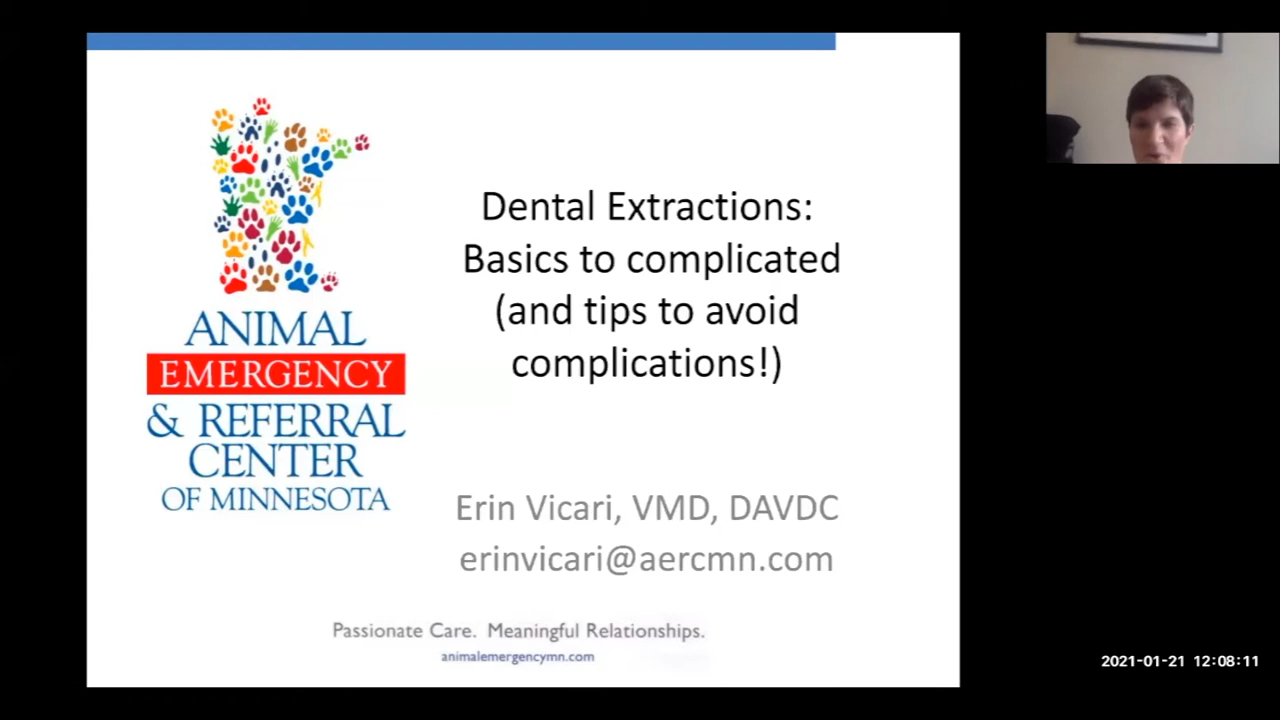 Dental Extractions:
Basics to complicated
(and tips to avoid
complications!)
ANIMAL
EMERGENCY
& REFERRAL
CENTER
OF MINNESOTA
Erin Vicari, VMD, DAVDC
erinvicari@aercmn.com
Passionate Care. Meaningful Relationships.
animalemergencymn.com
2021-01-21 12:08:11